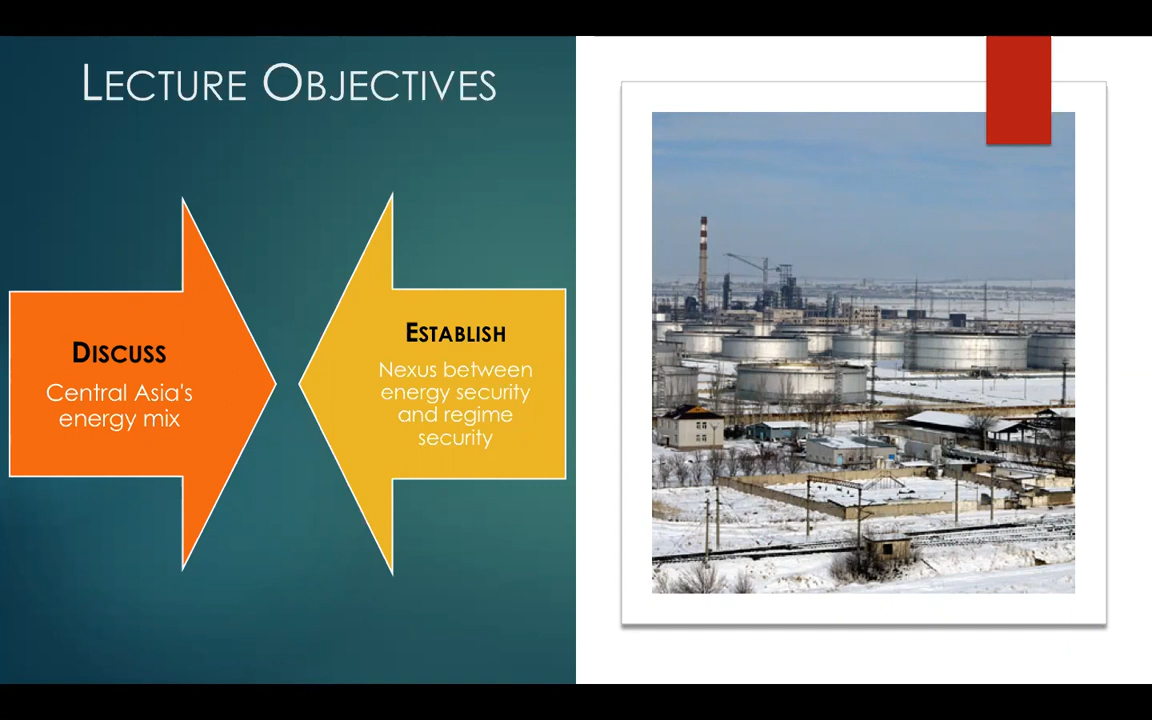 LECTURE OBJECTIVES
DISCUSS
Central Asia's
energy mix
ESTABLISH
Nexus between
energy security
and regime
security